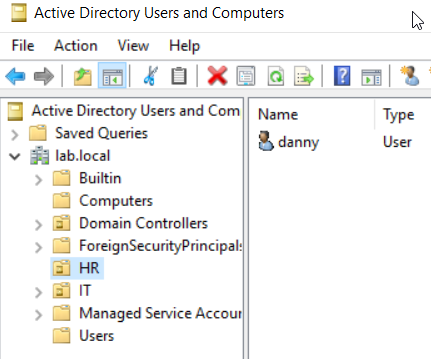 Active Directory Users and Computers
File Action View Help
Active Directory Users and Com
Saved Queries
lab.local
Builtin
Computers
Domain Controllers
ForeignSecurityPrincipals
HR
IT
Managed Service Accour
Users
Name Type
danny User